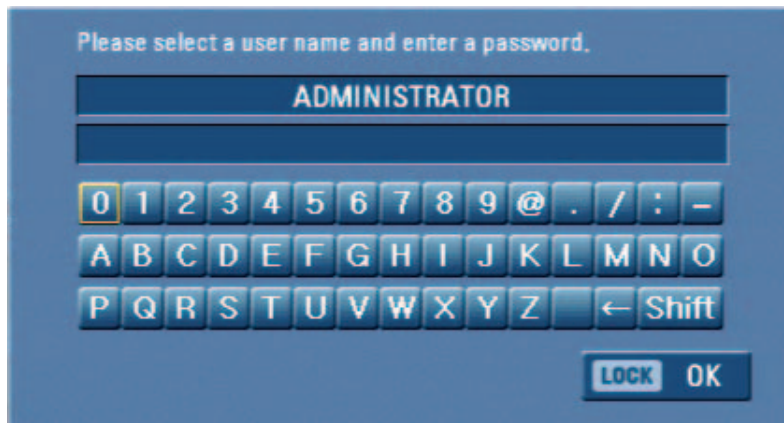 Please select a user name and enter a password.
ADMINISTRATOR
0 1 2 3 4 5 6 7 8 9 @ . / : -
A B C D E F G H I J K L M N O
P Q R S T U V W X Y Z ← Shift
LOCK OK